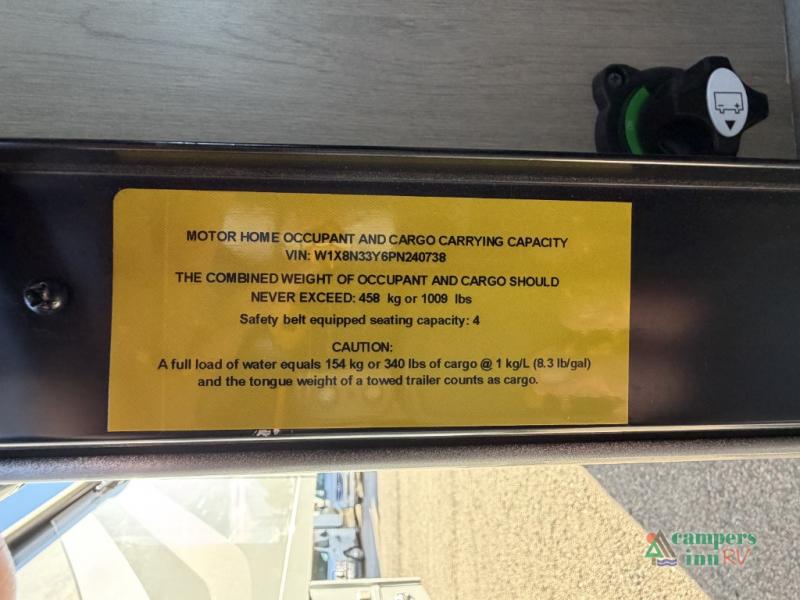 MOTOR HOME OCCUPANT AND CARGO CARRYING CAPACITY
VIN: W1X8N33Y6PN240738
THE COMBINED WEIGHT OF OCCUPANT AND CARGO SHOULD
NEVER EXCEED: 458 kg or 1009 lbs
Safety belt equipped seating capacity: 4
CAUTION:
A full load of water equals 154 kg or 340 lbs of cargo @ 1 kg/L (8.3 lb/gal)
and the tongue weight of a towed trailer counts as cargo.
campers
inn RV